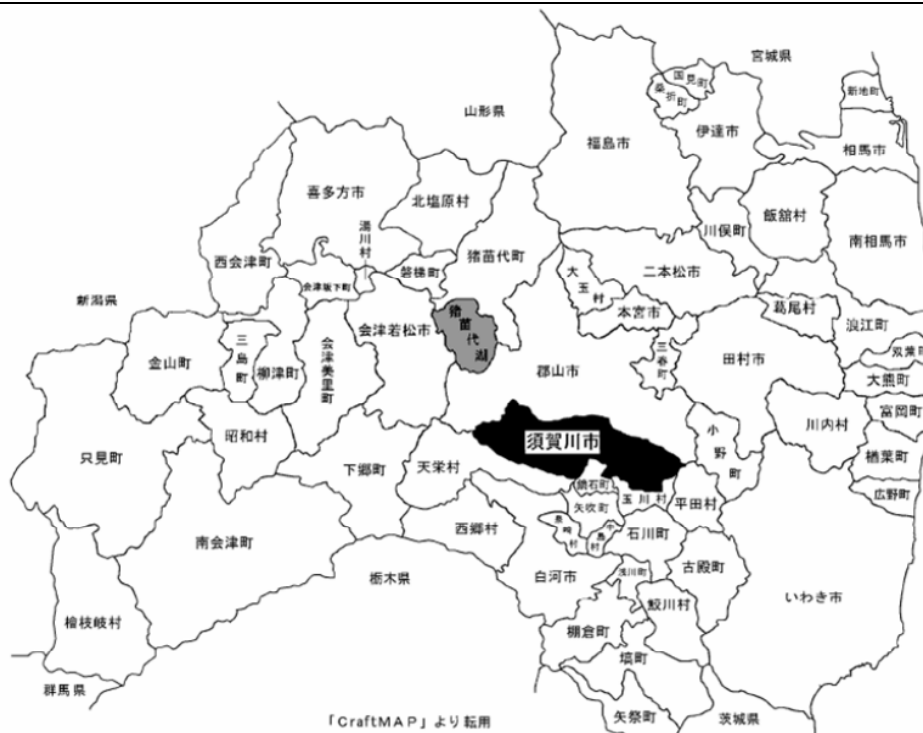 宮城県
国見町
桑折町
新地町
山形県
伊達市
福島市
相馬市
喜多方市
北塩原村
湯川村
川俣町
飯舘村
南相馬市
西会津町
磐梯町
猪苗代町
大玉村
二本松市
会津坂下町
新潟県
葛尾村
本宮市
浪江町
会津若松市
猪苗代湖
三島町
金山町
柳津町
会津美里町
郡山市
三春町
田村市
双葉町
大熊町
富岡町
川内村
小野町
昭和村
須賀川市
只見町
下郷町
天栄村
楢葉町
鏡石町
玉川村
平田村
広野町
矢吹町
西郷村
泉崎村
中島村
石川町
南会津町
古殿町
栃木県
白河市
浅川町
鮫川村
いわき市
檜枝岐村
棚倉町
塙町
群馬県
「CraftMAP」より転用
矢祭町
茨城県